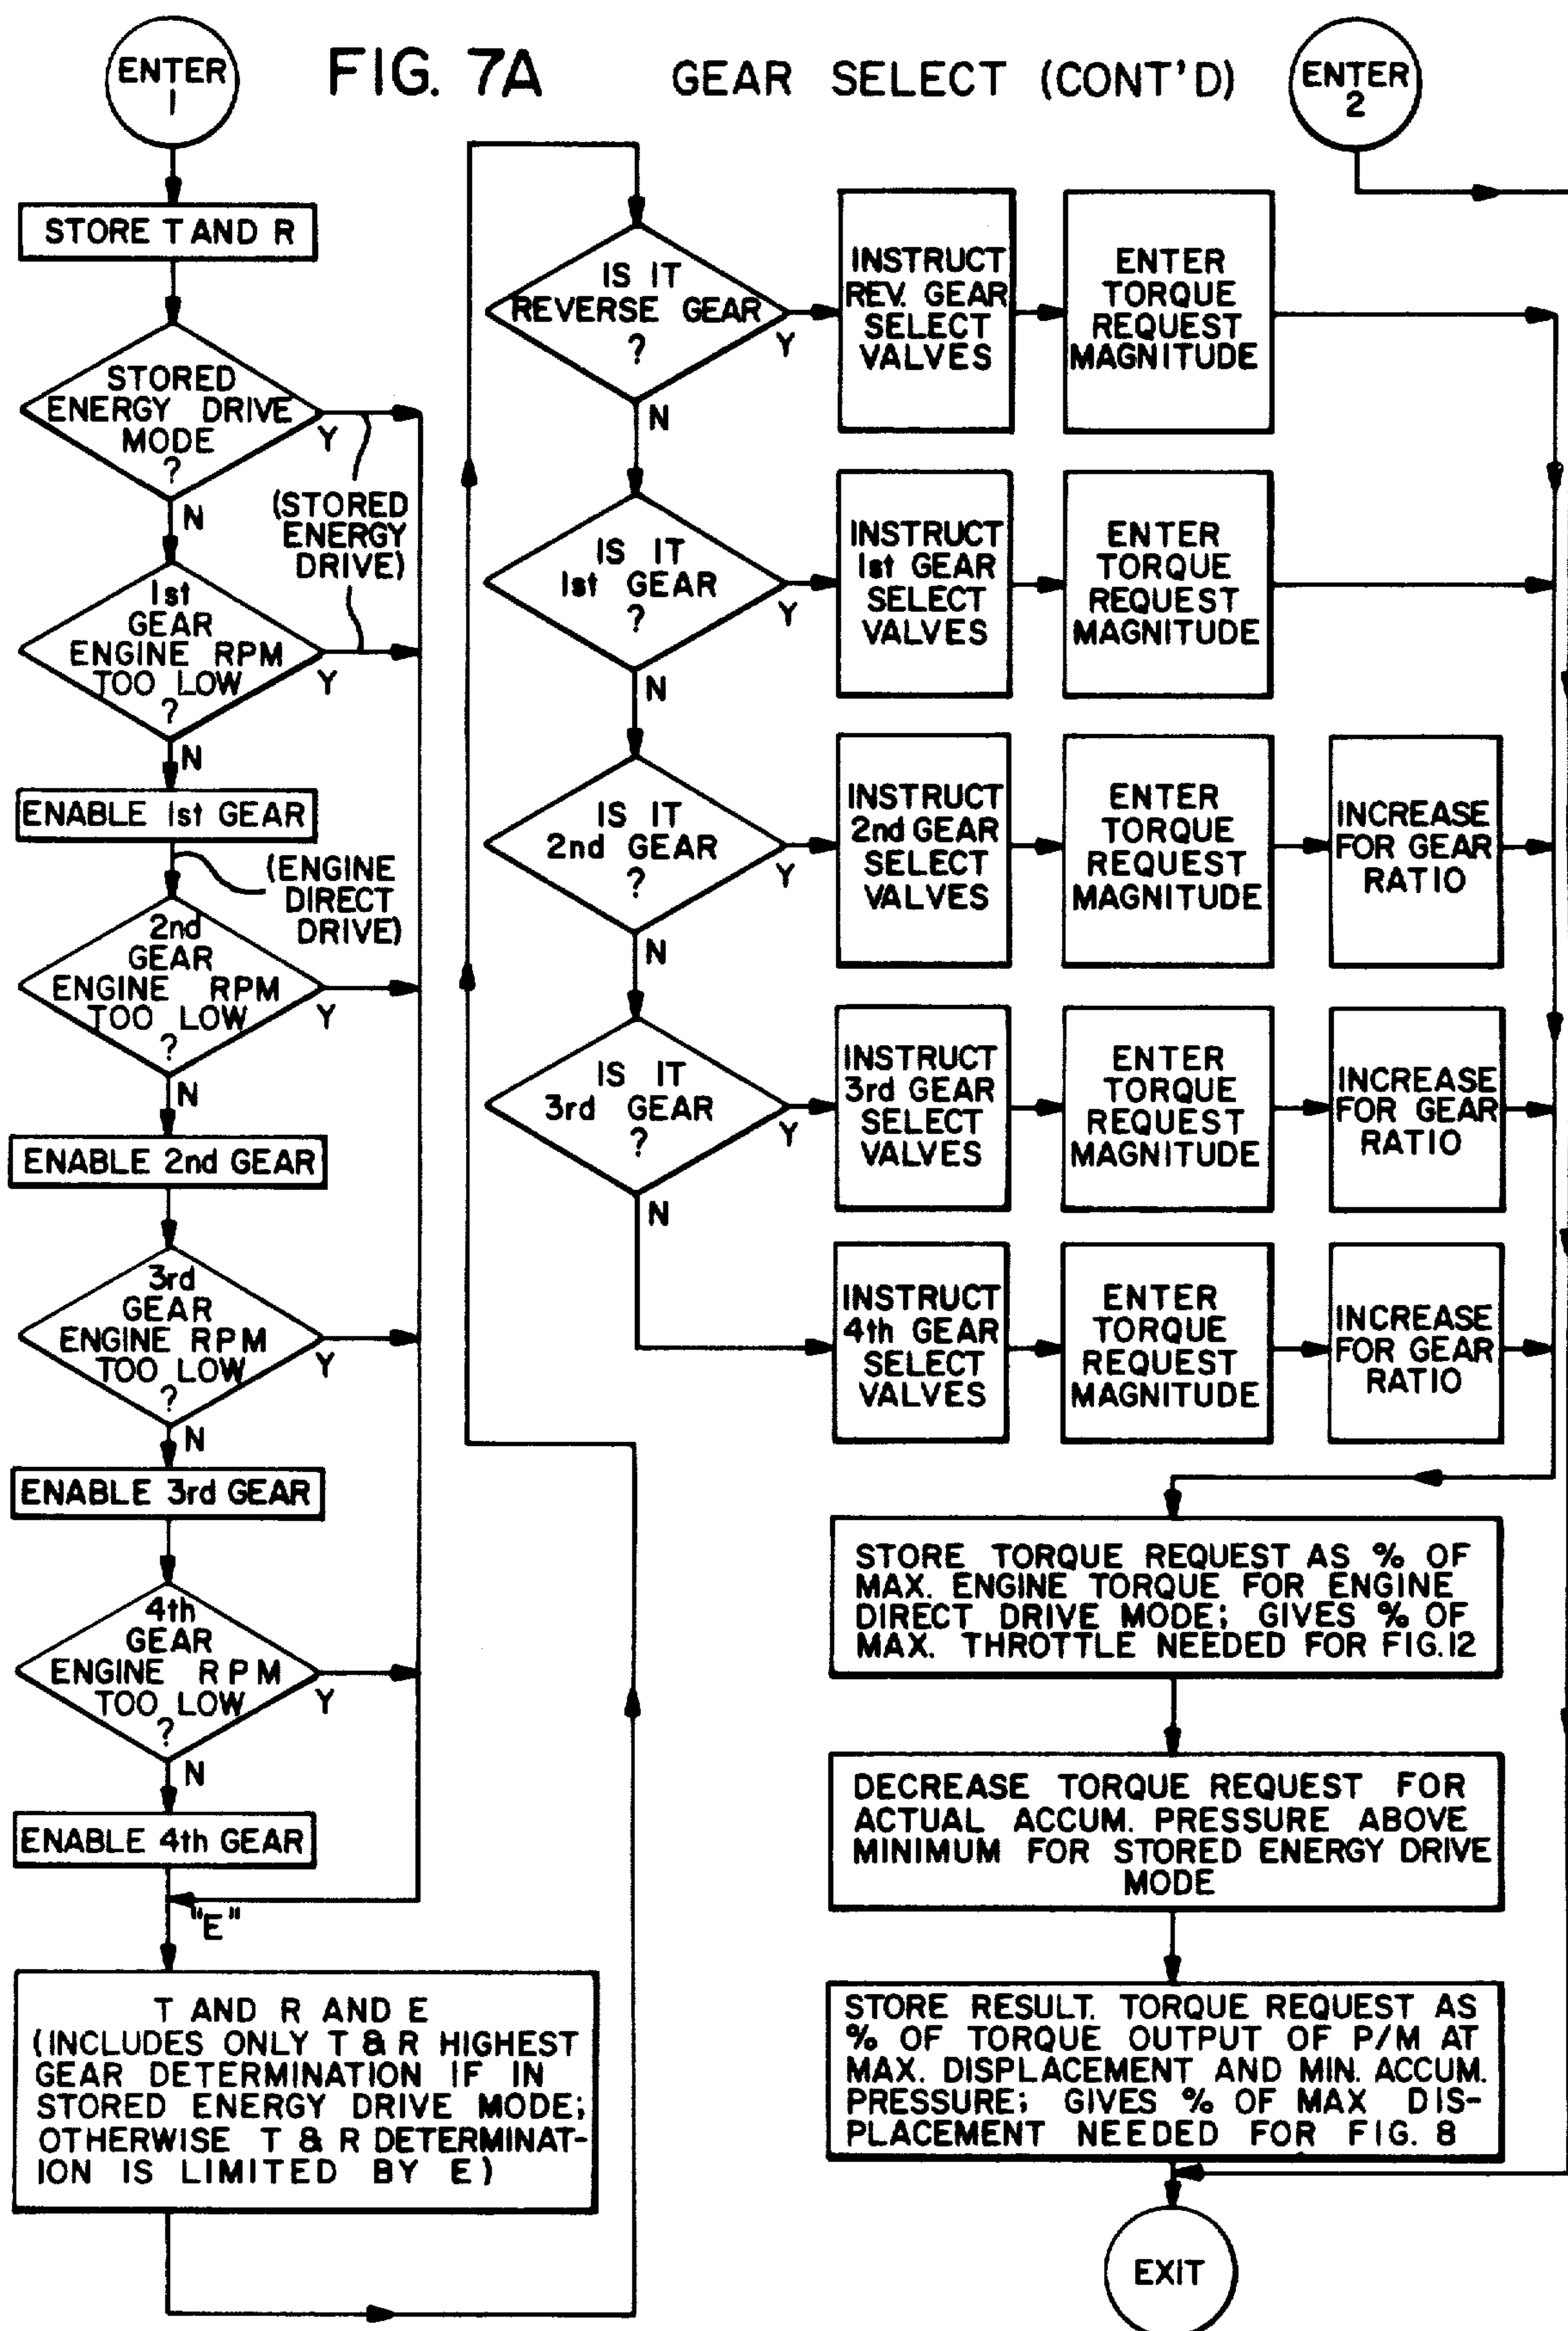 ENTER
1
FIG. 7A
GEAR SELECT (CONT'D)
ENTER
2
STORE T AND R
STORED
ENERGY DRIVE
MODE
?
Y
N
(STORED
ENERGY
DRIVE)
1st
GEAR
ENGINE RPM
TOO LOW
?
Y
N
ENABLE 1st GEAR
(ENGINE
DIRECT
DRIVE)
2nd
GEAR
ENGINE RPM
TOO LOW
?
Y
N
ENABLE 2nd GEAR
3rd
GEAR
ENGINE RPM
TOO LOW
?
Y
N
ENABLE 3rd GEAR
4th
GEAR
ENGINE RPM
TOO LOW
?
Y
N
ENABLE 4th GEAR
"E"
T AND R AND E
(INCLUDES ONLY T & R HIGHEST
GEAR DETERMINATION IF IN
STORED ENERGY DRIVE MODE;
OTHERWISE T & R DETERMINAT-
ION IS LIMITED BY E)
IS IT
REVERSE GEAR
?
Y
N
INSTRUCT
REV. GEAR
SELECT
VALVES
ENTER
TORQUE
REQUEST
MAGNITUDE
IS IT
1st GEAR
?
Y
N
INSTRUCT
1st GEAR
SELECT
VALVES
ENTER
TORQUE
REQUEST
MAGNITUDE
IS IT
2nd GEAR
?
Y
N
INSTRUCT
2nd GEAR
SELECT
VALVES
ENTER
TORQUE
REQUEST
MAGNITUDE
INCREASE
FOR GEAR
RATIO
IS IT
3rd GEAR
?
Y
N
INSTRUCT
3rd GEAR
SELECT
VALVES
ENTER
TORQUE
REQUEST
MAGNITUDE
INCREASE
FOR GEAR
RATIO
INSTRUCT
4th GEAR
SELECT
VALVES
ENTER
TORQUE
REQUEST
MAGNITUDE
INCREASE
FOR GEAR
RATIO
STORE TORQUE REQUEST AS % OF
MAX. ENGINE TORQUE FOR ENGINE
DIRECT DRIVE MODE; GIVES % OF
MAX. THROTTLE NEEDED FOR FIG.12
DECREASE TORQUE REQUEST FOR
ACTUAL ACCUM. PRESSURE ABOVE
MINIMUM FOR STORED ENERGY DRIVE
MODE
STORE RESULT. TORQUE REQUEST AS
% OF TORQUE OUTPUT OF P/M AT
MAX. DISPLACEMENT AND MIN. ACCUM.
PRESSURE; GIVES % OF MAX DIS-
PLACEMENT NEEDED FOR FIG. 8
EXIT